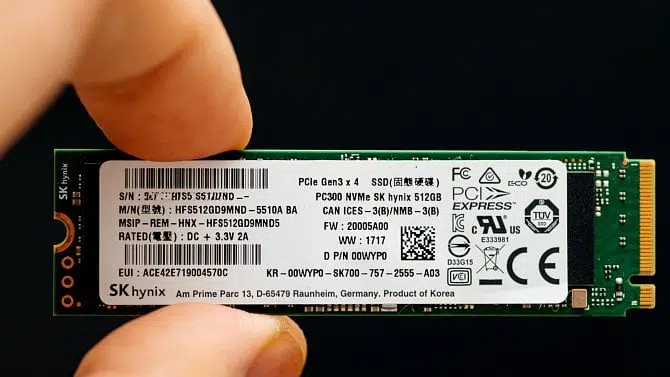 SK hynix
PCIe Gen3 x 4 SSD(固態硬碟)
S/N :
PC300 NVMe SK hynix 512GB
M/N(型號) : HFS512GD9MND - 5510A BA
CAN ICES - 3(B)/NMB - 3(B)
MSIP - REM - HNX - HFS512GD9MND5
FW : 20005A00
RATED(電壓) : DC + 3.3V 2A
WW : 1717
D P/N 00WYP0
EUI : ACE42E719004570C
KR - 00WYP0 - SK700 - 757 - 2555 - A03
SK hynix Am Prime Parc 13, D-65479 Raunheim, Germany. Product of Korea
FC
20
PCI
EXPRESS
TÜV
c UL US
E333981
D33G15
VCI
CE